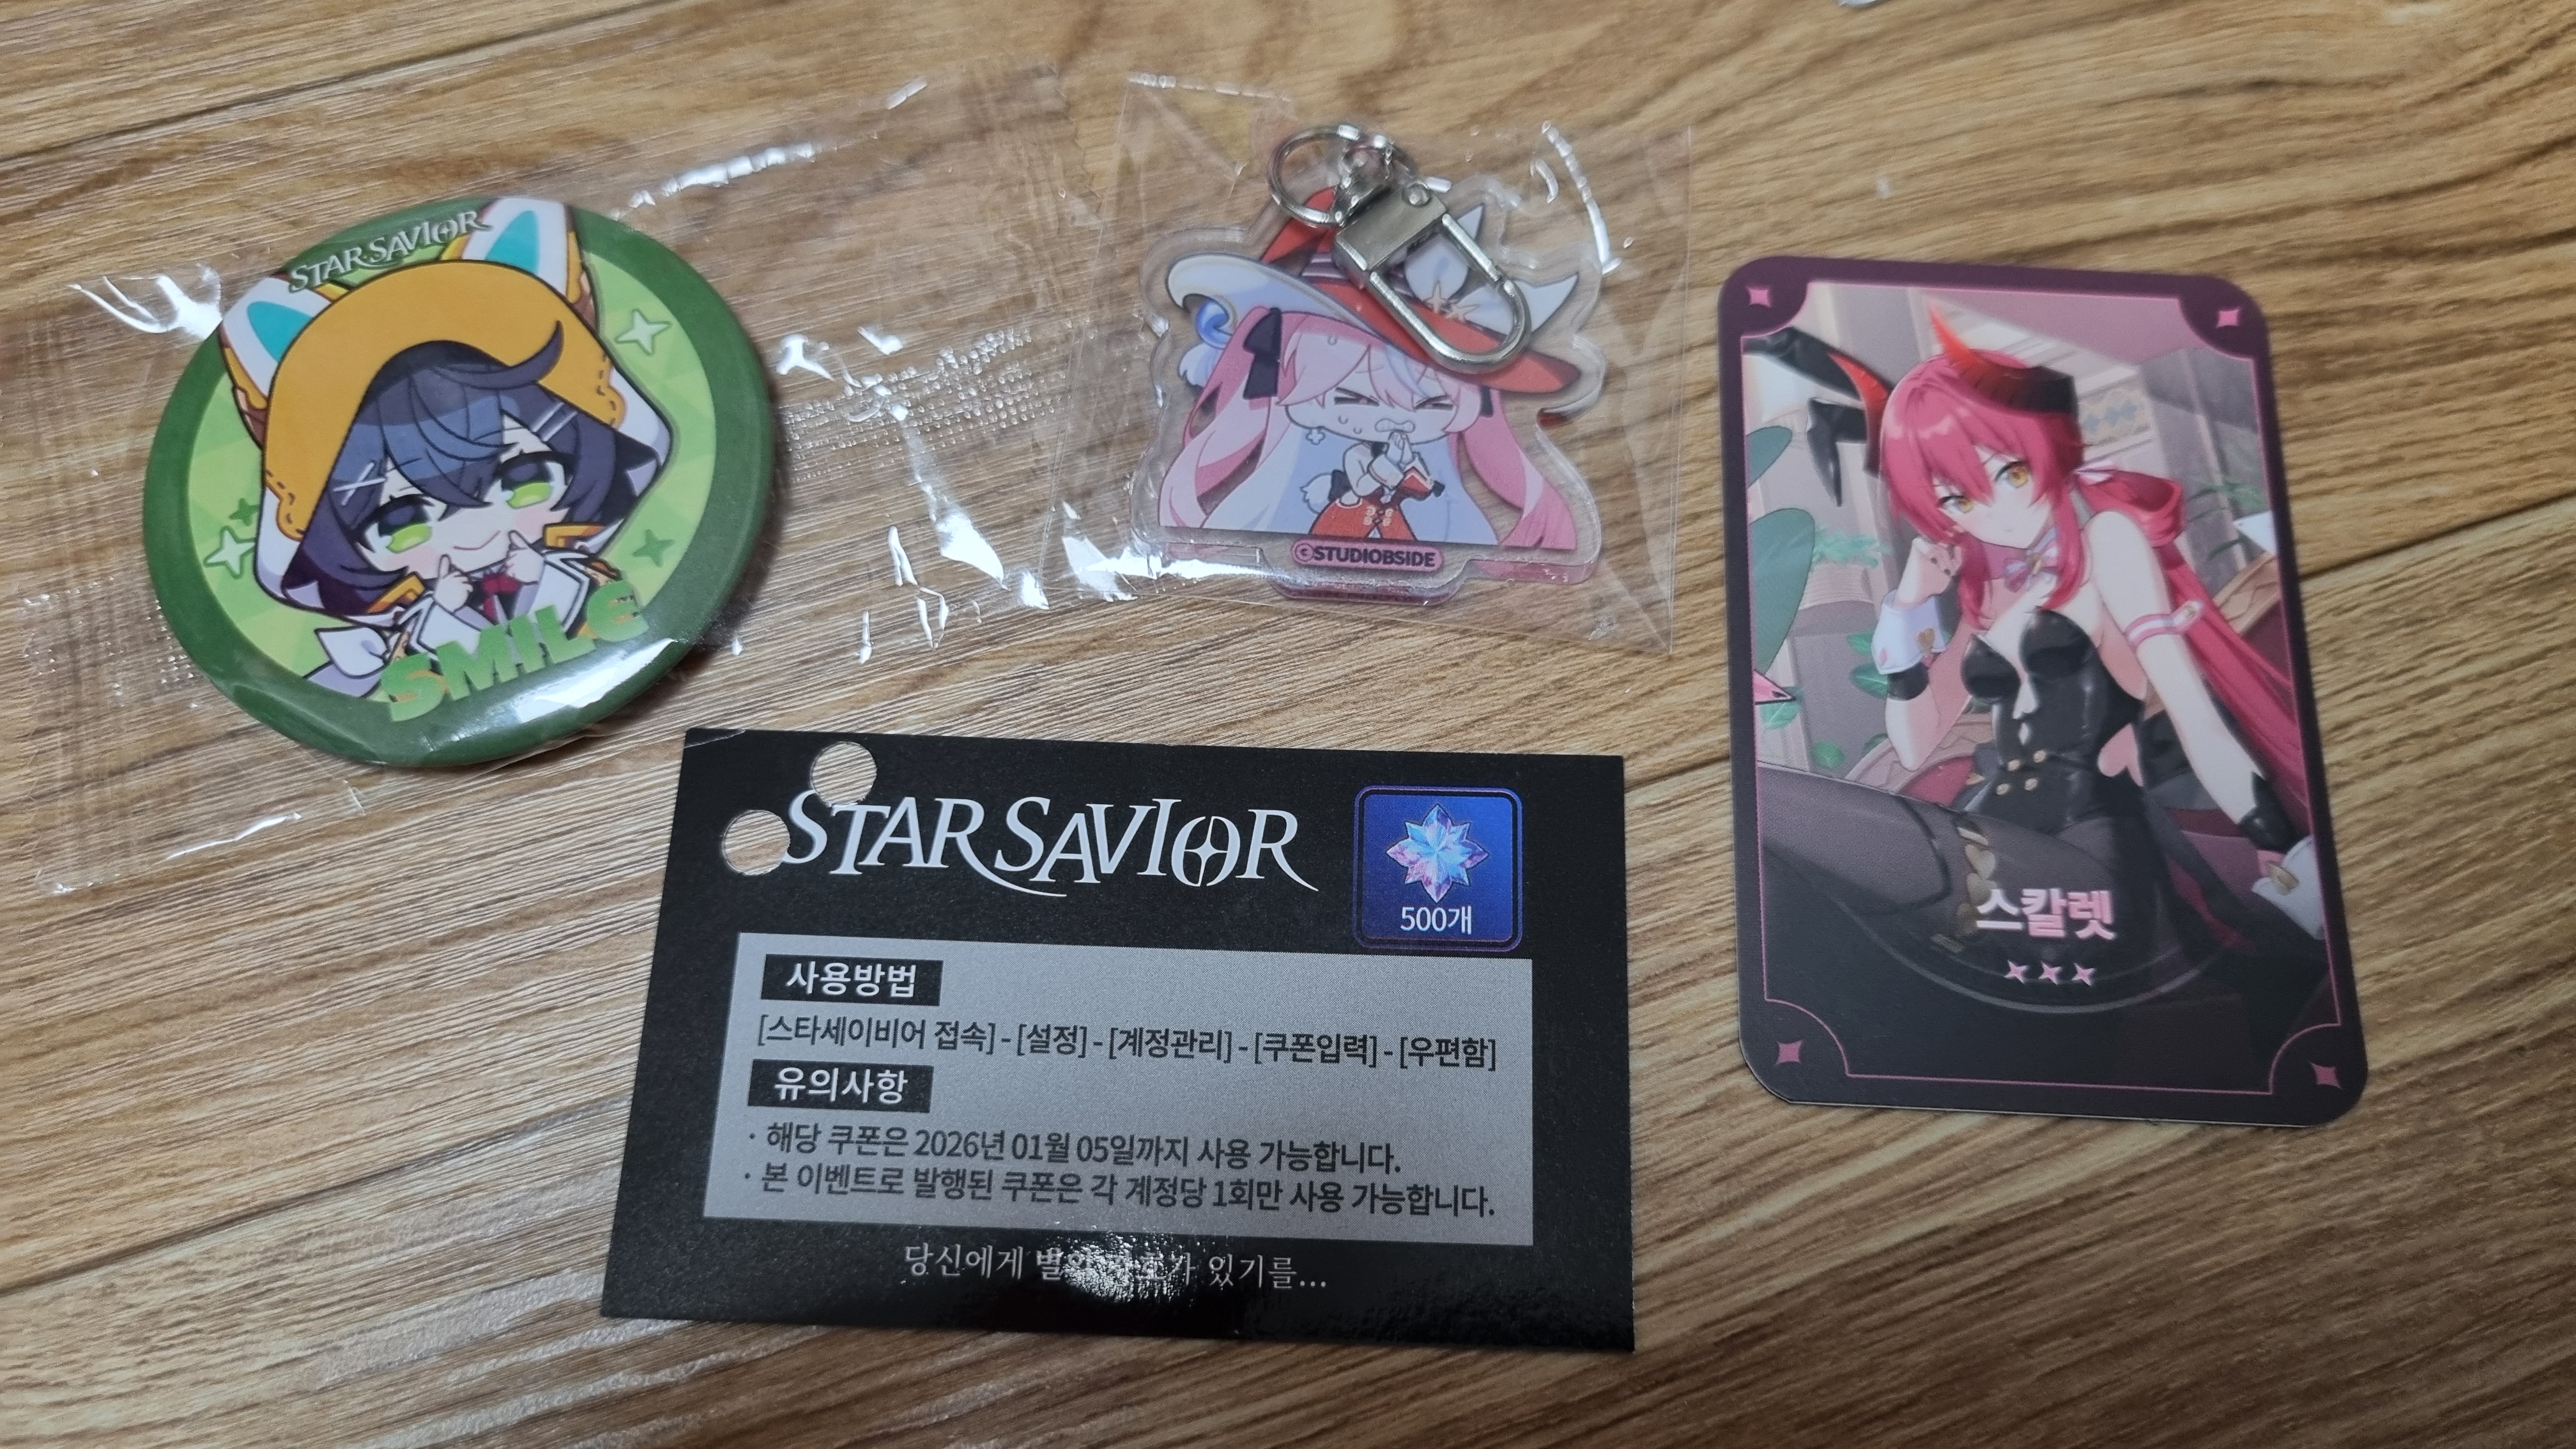 STAR SAVIOR
SMILE
©STUDIOBSIDE
스칼렛
STAR SAVIOR
500개
사용방법
[스타세이비어 접속] - [설정] - [계정관리] - [쿠폰입력] - [우편함]
유의사항
· 해당 쿠폰은 2026년 01월 05일까지 사용 가능합니다.
· 본 이벤트로 발행된 쿠폰은 각 계정당 1회만 사용 가능합니다.
당신에게 별의 있기를...